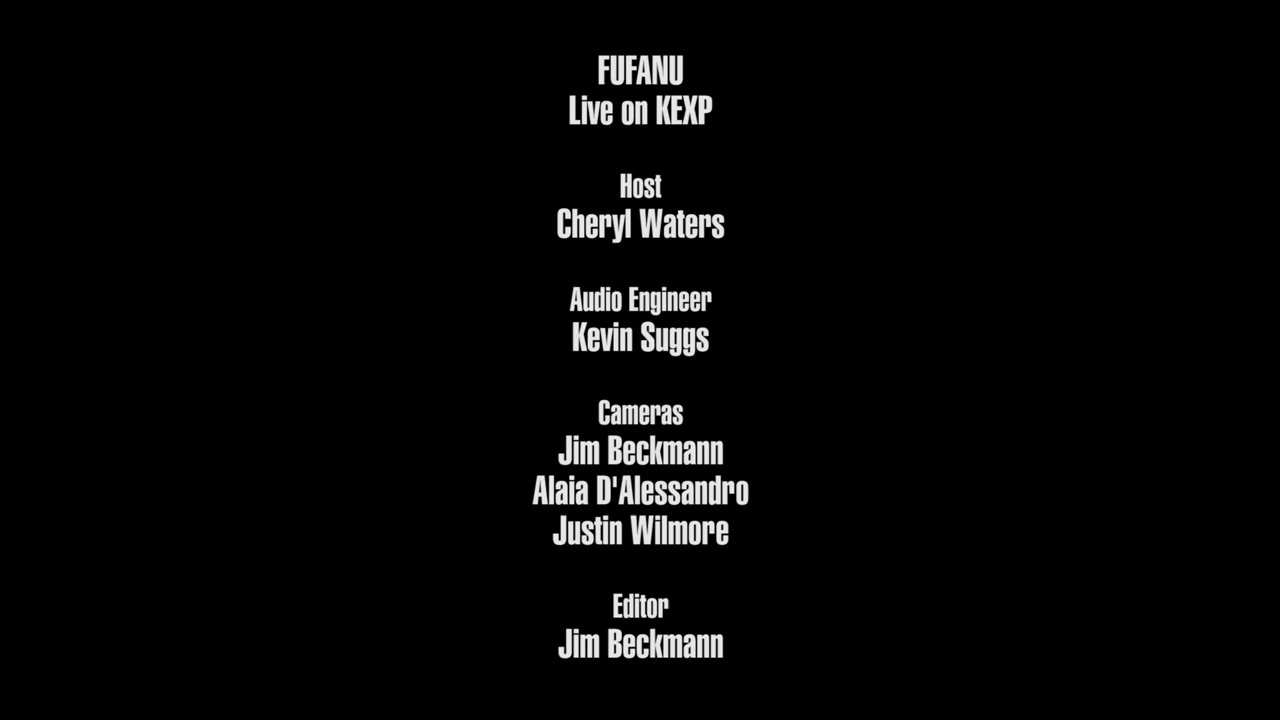 FUFANU
Live on KEXP
Host
Cheryl Waters
Audio Engineer
Kevin Suggs
Cameras
Jim Beckmann
Alaia D'Alessandro
Justin Wilmore
Editor
Jim Beckmann